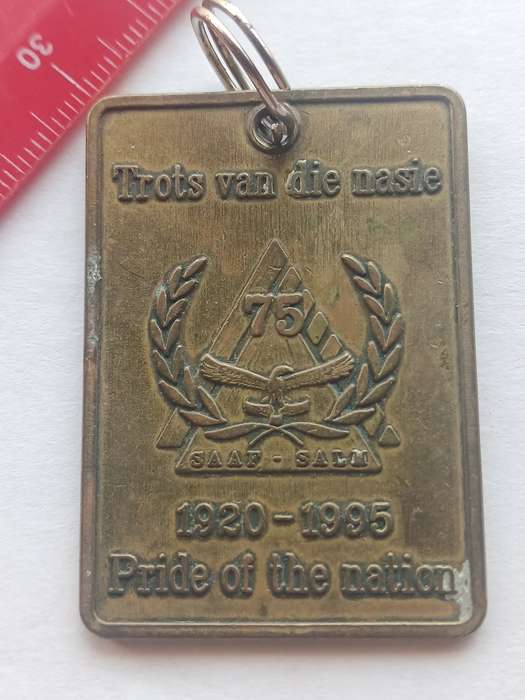 30
Trots van die nasie
75
SAAF - SALM
1920-1995
Pride of the nation